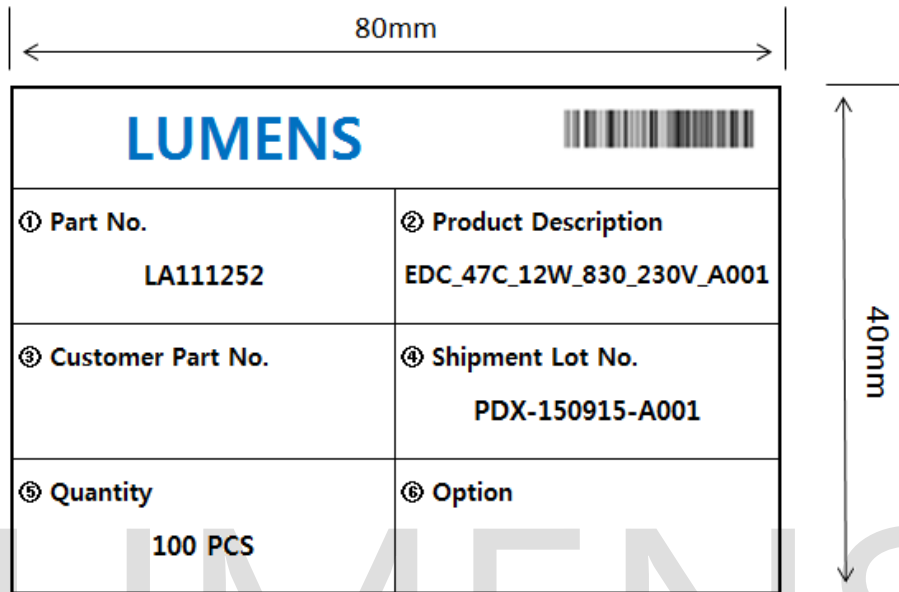 80mm
LUMENS
① Part No.
LA111252
② Product Description
EDC_47C_12W_830_230V_A001
③ Customer Part No.
④ Shipment Lot No.
PDX-150915-A001
⑤ Quantity
100 PCS
⑥ Option
40mm
LUMENS